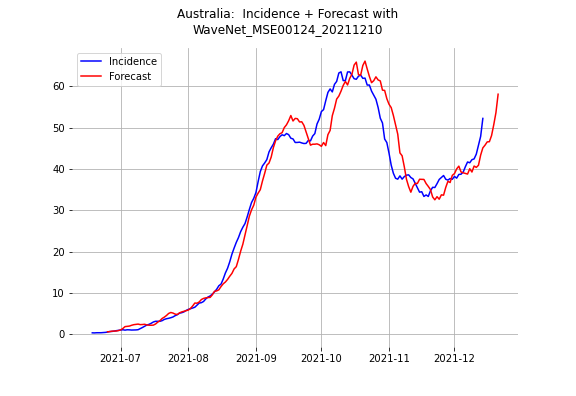 Australia:  Incidence + Forecast with
WaveNet_MSE00124_20211210
Incidence
Forecast
60
50
40
30
20
10
0
2021-07 2021-08 2021-09 2021-10 2021-11 2021-12